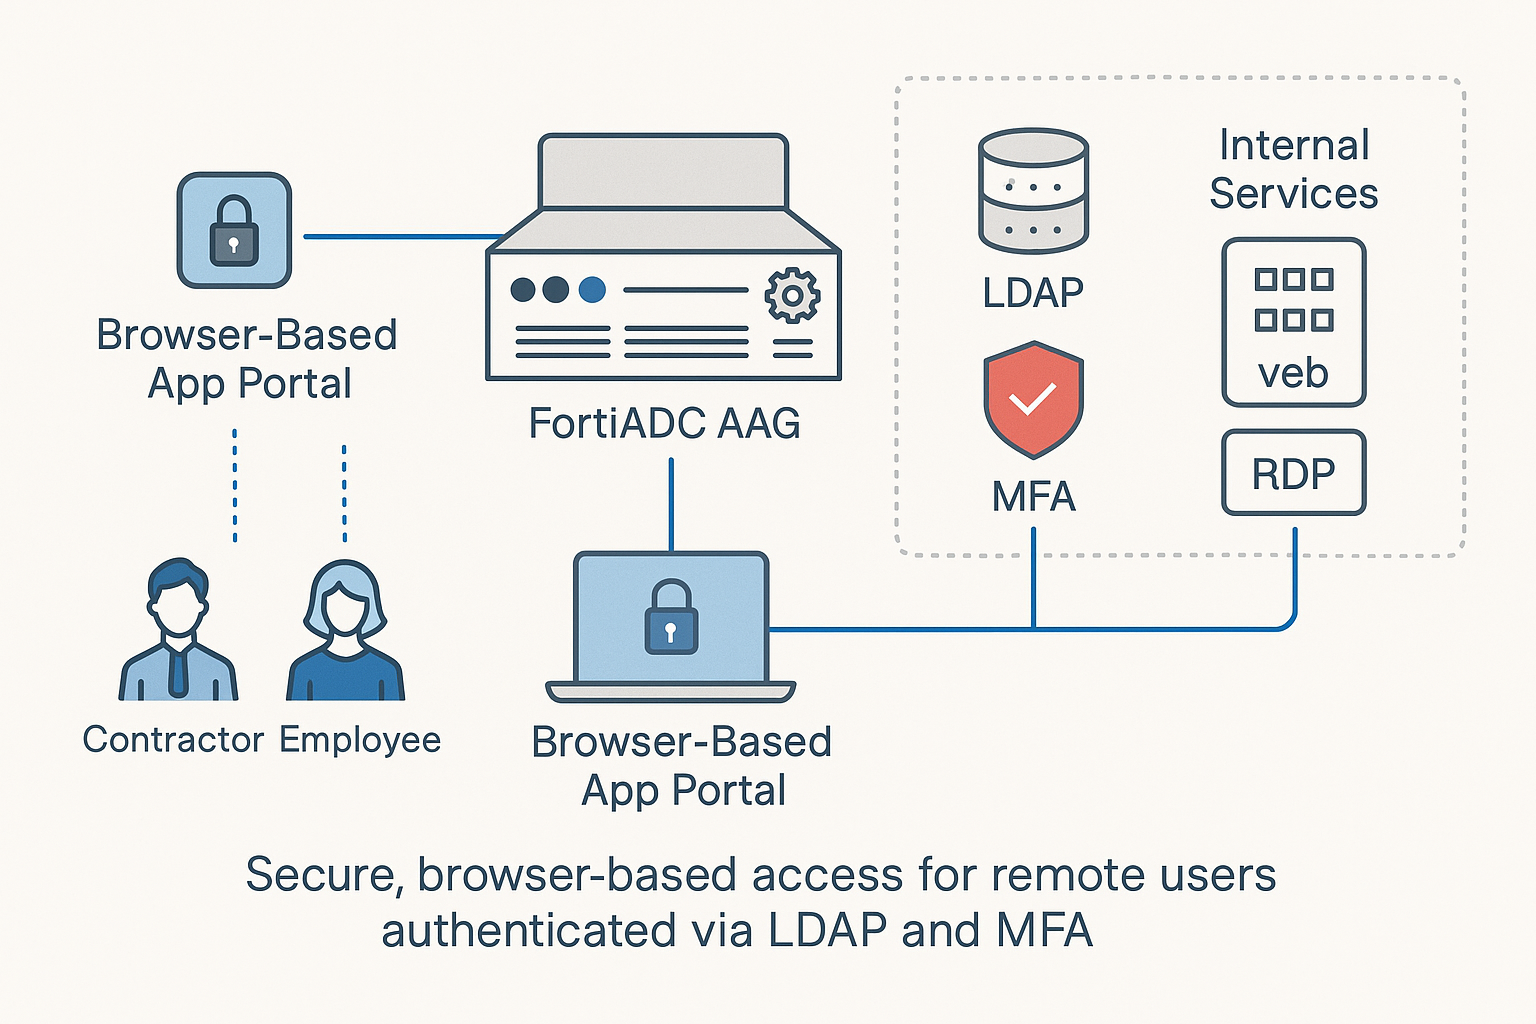 Browser-Based
App Portal
Contractor
Employee
FortiADC AAG
Browser-Based
App Portal
LDAP
MFA
Internal
Services
veb
RDP
Secure, browser-based access for remote users
authenticated via LDAP and MFA